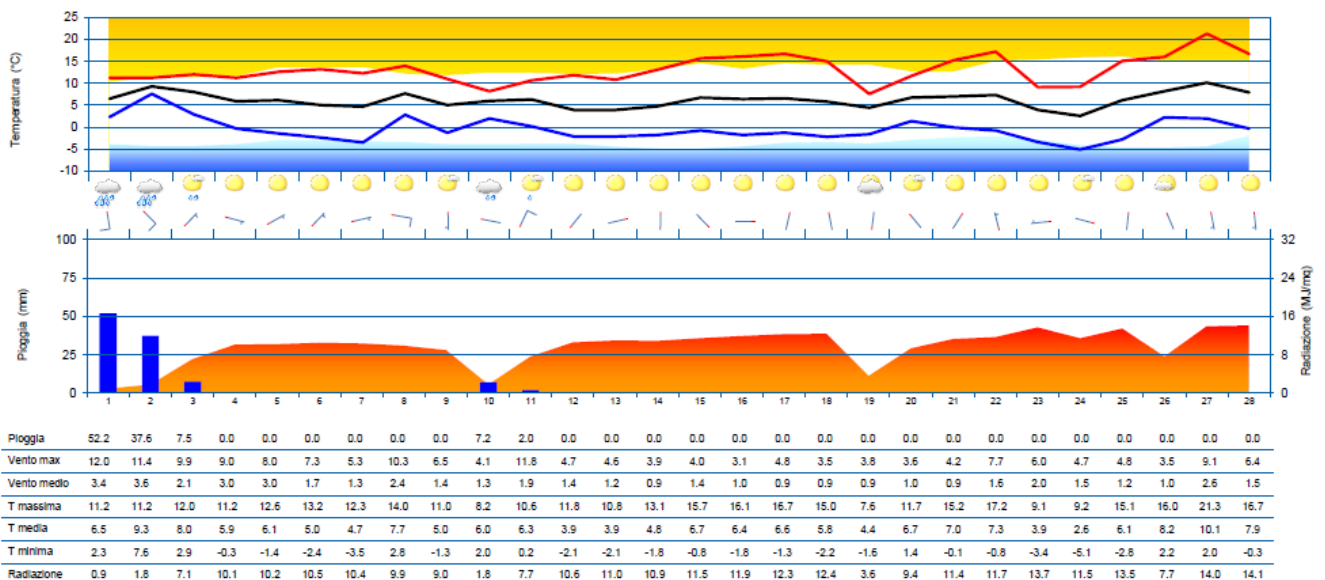 Temperatura (°C)
25
20
15
10
5
0
-5
-10
Pioggia (mm)
100
75
50
25
0
Radiazione (MJ/mq)
32
24
16
8
0
1 2 3 4 5 6 7 8 9 10 11 12 13 14 15 16 17 18 19 20 21 22 23 24 25 26 27 28
Pioggia 52.2 37.6 7.5 0.0 0.0 0.0 0.0 0.0 0.0 7.2 2.0 0.0 0.0 0.0 0.0 0.0 0.0 0.0 0.0 0.0 0.0 0.0 0.0 0.0 0.0 0.0 0.0 0.0
Vento max 12.0 11.4 9.9 9.0 8.0 7.3 5.3 10.3 6.5 4.1 11.8 4.7 4.6 3.9 4.0 3.1 4.8 3.5 3.8 3.6 4.2 7.7 6.0 4.7 4.8 3.5 9.1 6.4
Vento medio 3.4 3.6 2.1 3.0 3.0 1.7 1.3 2.4 1.4 1.3 1.9 1.4 1.2 0.9 1.4 1.0 0.9 0.9 0.9 1.0 0.9 1.6 2.0 1.5 1.2 1.0 2.6 1.5
T massima 11.2 11.2 12.0 11.2 12.6 13.2 12.3 14.0 11.0 8.2 10.6 11.8 10.8 13.1 15.7 16.1 16.7 15.0 7.6 11.7 15.2 17.2 9.1 9.2 15.1 16.0 21.3 16.7
T media 6.5 9.3 8.0 5.9 6.1 5.0 4.7 7.7 5.0 6.0 6.3 3.9 3.9 4.8 6.7 6.4 6.6 5.8 4.4 6.7 7.0 7.3 3.9 2.6 6.1 8.2 10.1 7.9
T minima 2.3 7.6 2.9 -0.3 -1.4 -2.4 -3.5 2.8 -1.3 2.0 0.2 -2.1 -2.1 -1.8 -0.8 -1.8 -1.3 -2.2 -1.6 1.4 -0.1 -0.8 -3.4 -5.1 -2.8 2.2 2.0 -0.3
Radiazione 0.9 1.8 7.1 10.1 10.2 10.5 10.4 9.9 9.0 1.8 7.7 10.6 11.0 10.9 11.5 11.9 12.3 12.4 3.6 9.4 11.4 11.7 13.7 11.5 13.5 7.7 14.0 14.1